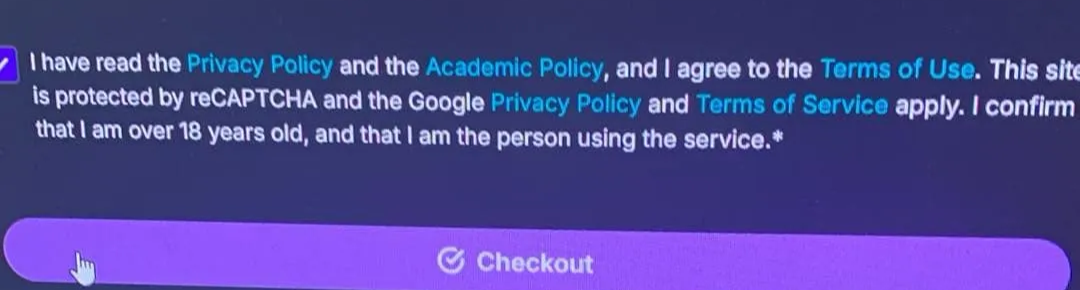 I have read the Privacy Policy and the Academic Policy, and I agree to the Terms of Use. This site
is protected by reCAPTCHA and the Google Privacy Policy and Terms of Service apply. I confirm
that I am over 18 years old, and that I am the person using the service.*
Checkout